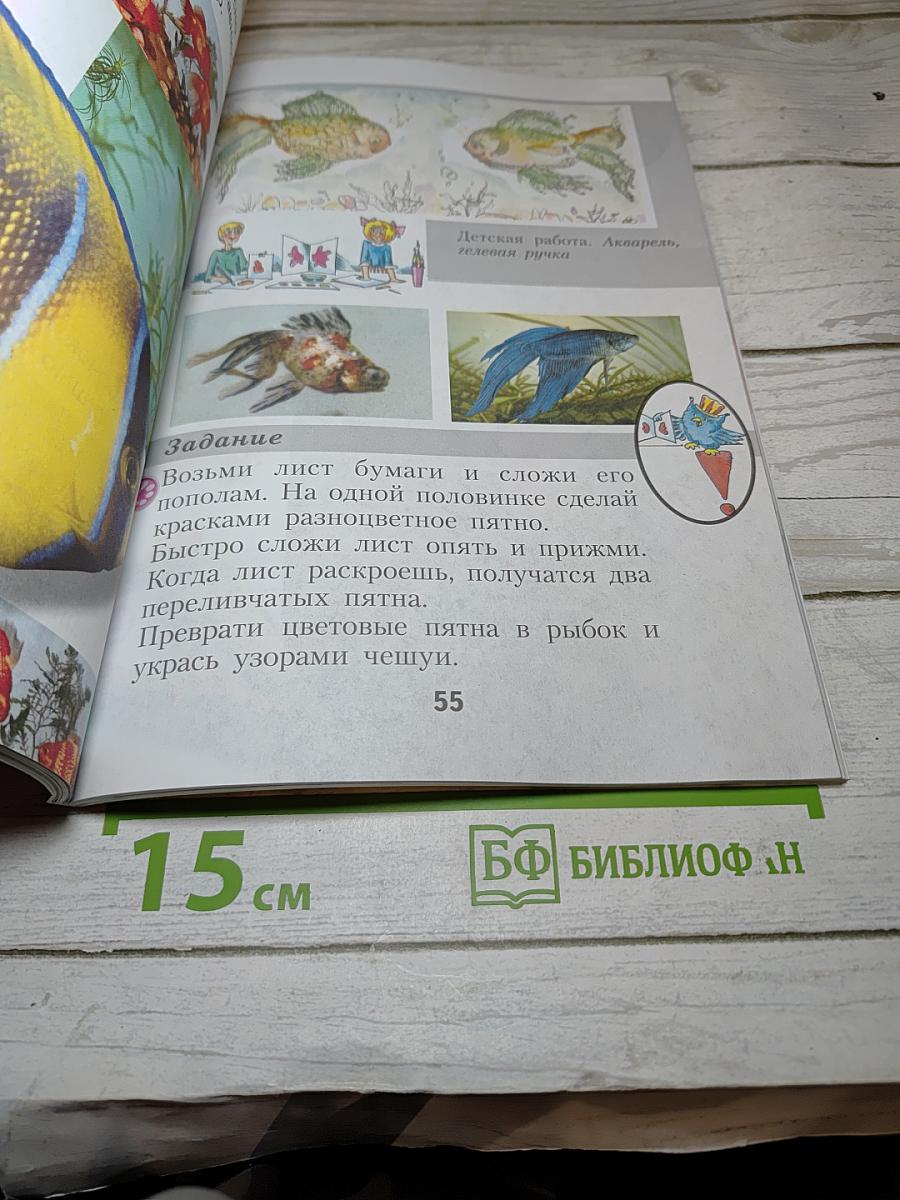 Детская работа. Акварель,
гелевая ручка
Задание
Возьми лист бумаги и сложи его
пополам. На одной половинке сделай
красками разноцветное пятно.
Быстро сложи лист опять и прижми.
Когда лист раскроешь, получатся два
переливчатых пятна.
Преврати цветовые пятна в рыбок и
укрась узорами чешуи.
55
15 см
БФ БИБЛИОФ АН